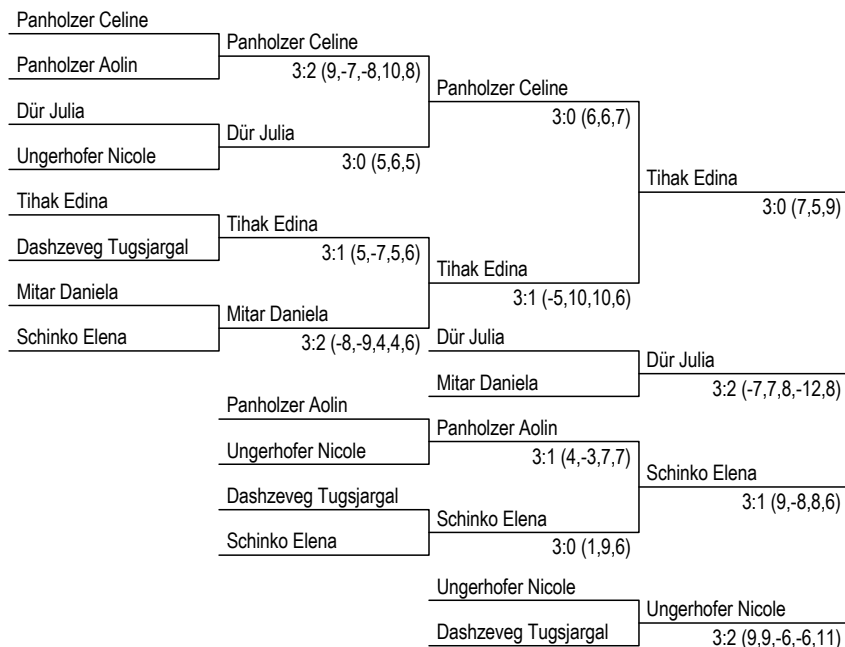 Panholzer Celine
Panholzer Celine
Panholzer Aolin
3:2 (9,-7,-8,10,8)
Panholzer Celine
Dür Julia
3:0 (6,6,7)
Dür Julia
Ungerhofer Nicole
3:0 (5,6,5)
Tihak Edina
Tihak Edina
3:0 (7,5,9)
Tihak Edina
Dashzeveg Tugsjargal
3:1 (5,-7,5,6)
Tihak Edina
Mitar Daniela
3:1 (-5,10,10,6)
Mitar Daniela
Schinko Elena
3:2 (-8,-9,4,4,6)
Dür Julia
Dür Julia
Mitar Daniela
3:2 (-7,7,8,-12,8)
Panholzer Aolin
Panholzer Aolin
Ungerhofer Nicole
3:1 (4,-3,7,7)
Schinko Elena
Dashzeveg Tugsjargal
3:1 (9,-8,8,6)
Schinko Elena
Schinko Elena
3:0 (1,9,6)
Ungerhofer Nicole
Ungerhofer Nicole
Dashzeveg Tugsjargal
3:2 (9,9,-6,-6,11)